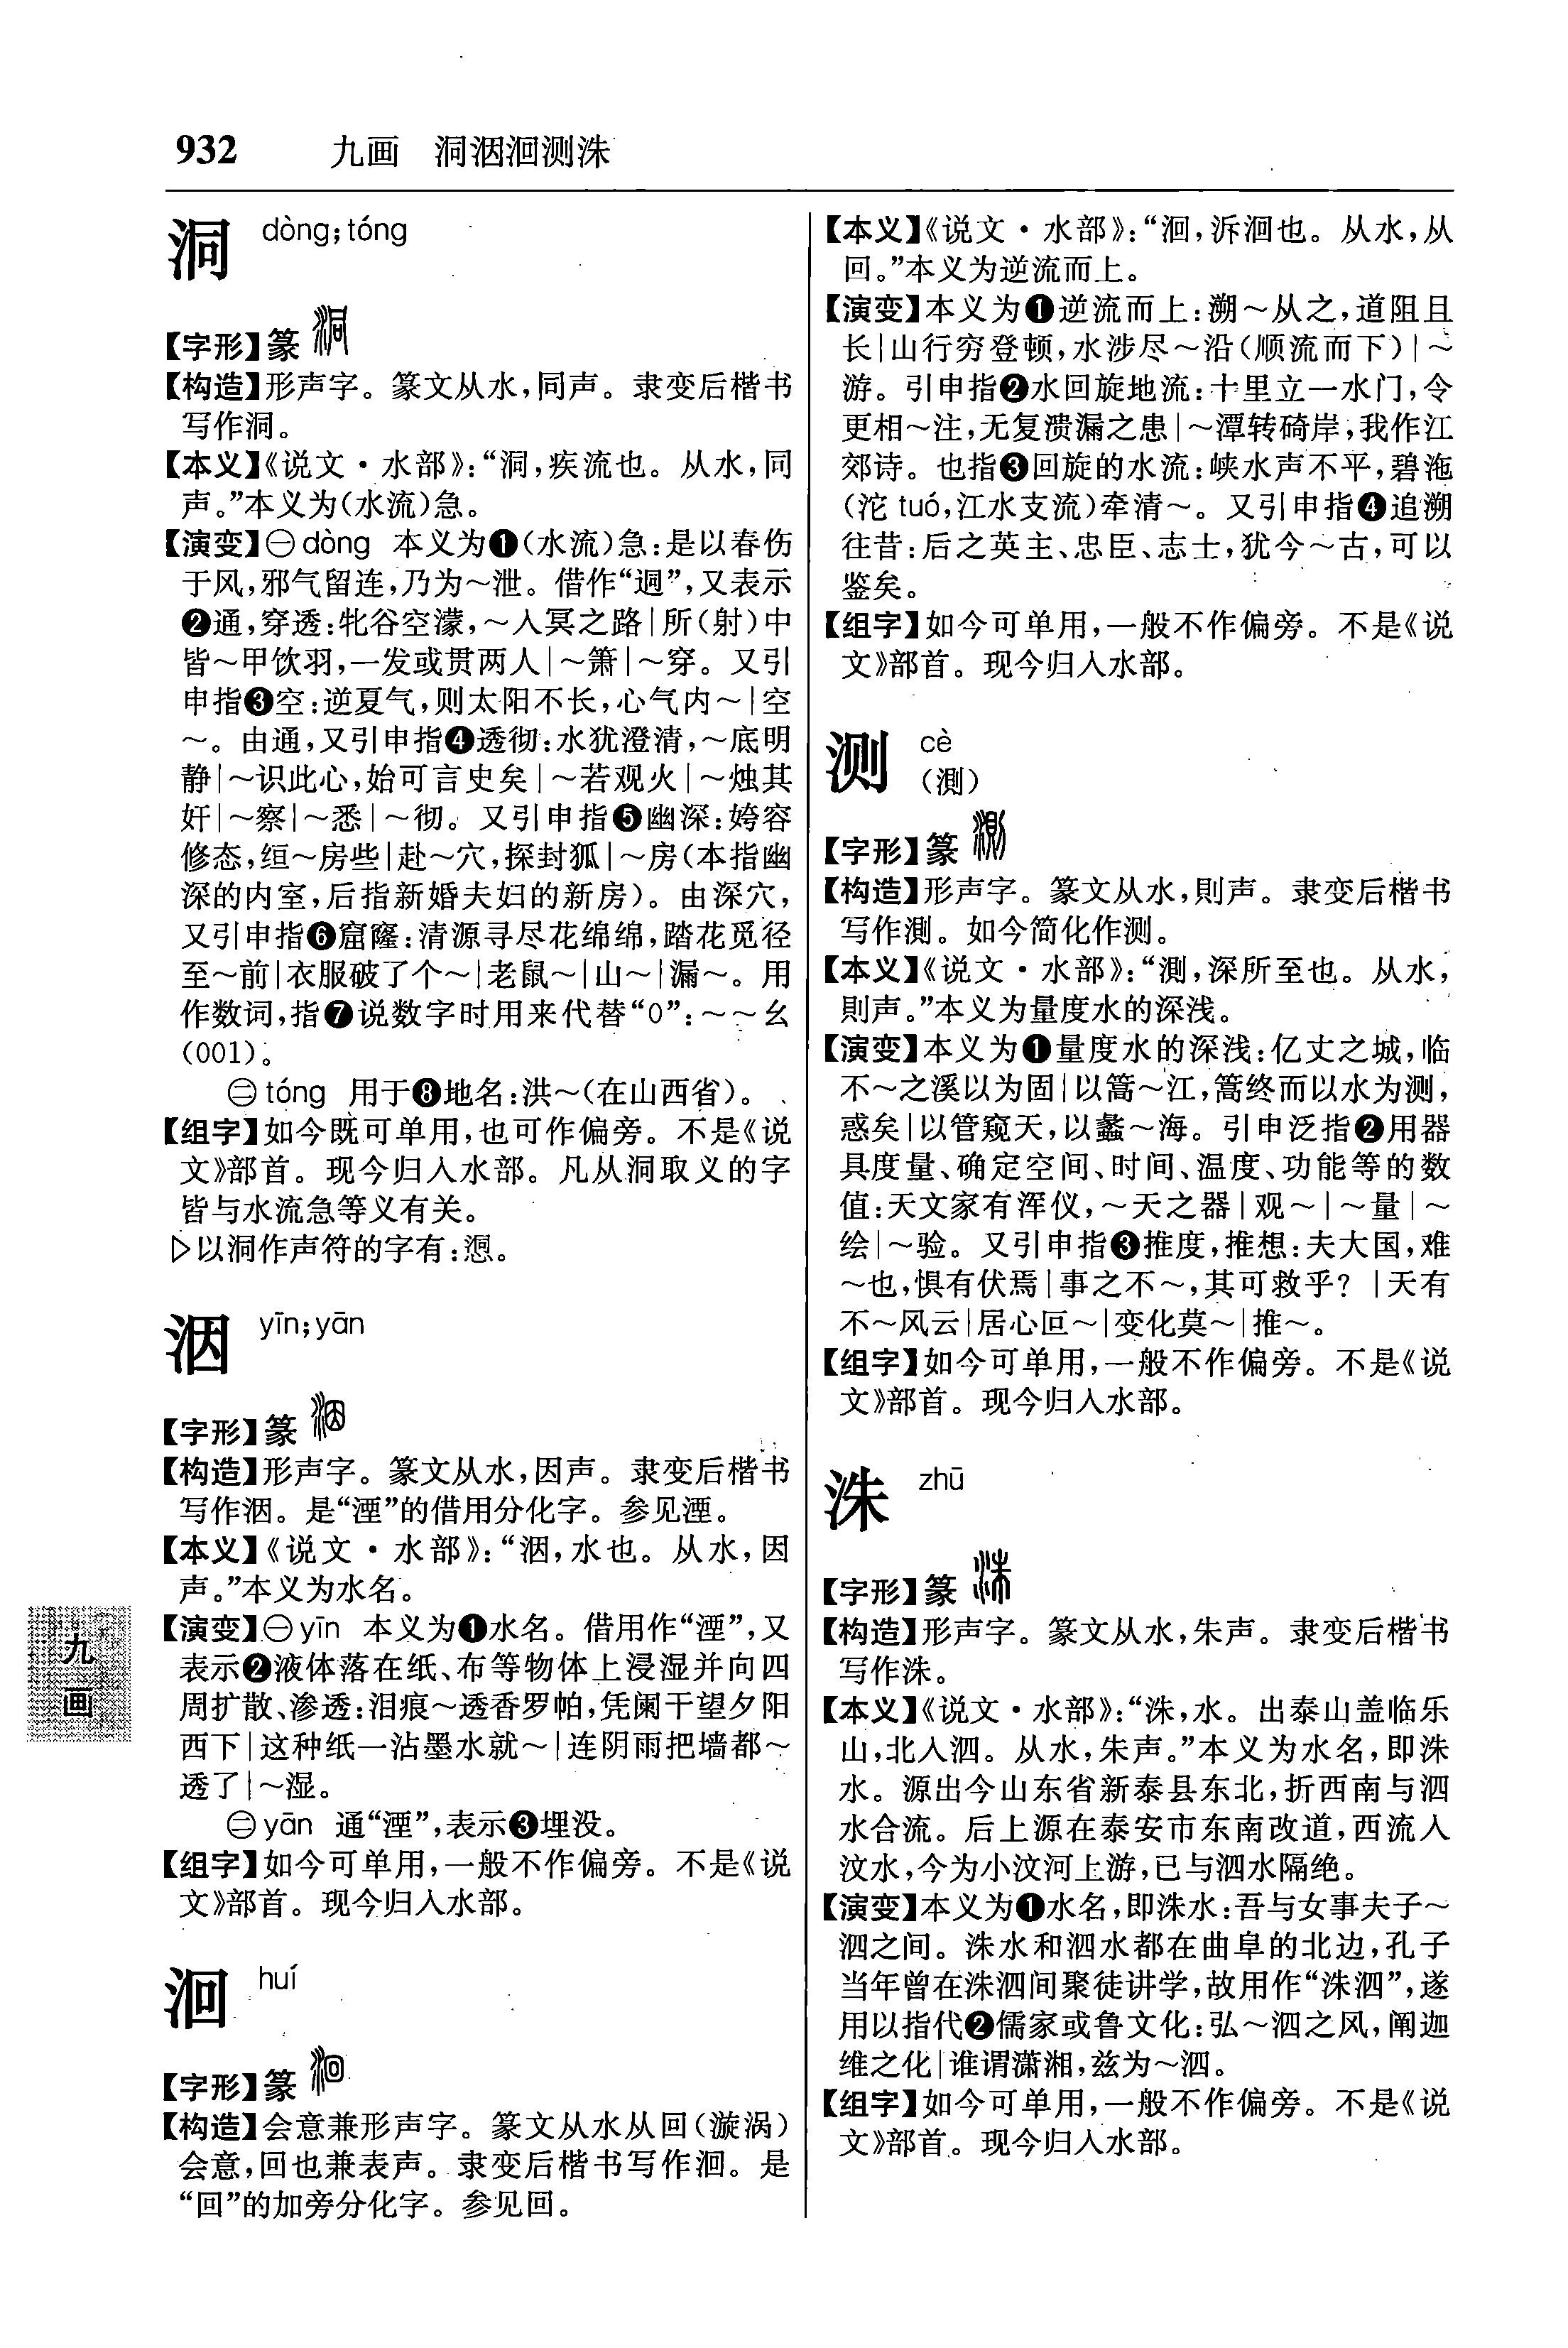 932 九画 洞洇洄测洙
洞 dòng;tóng
【字形】篆
【构造】形声字。篆文从水,同声。隶变后楷书
写作洞。
【本义】《说文·水部》:“洞,疾流也。从水,同
声。”本义为(水流)急。
【演变】㊀dòng 本义为❶(水流)急:是以春伤
于风,邪气留连,乃为～泄。借作“迵”,又表示
❷通,穿透:牝谷空濛,～入冥之路|所(射)中
皆～甲饮羽,一发或贯两人|～箫|～穿。又引
申指❸空:逆夏气,则太阳不长,心气内～|空
～。由通,又引申指❹透彻:水犹澄清,～底明
静|～识此心,始可言史矣|～若观火|～烛其
奸|～察|～悉|～彻。又引申指❺幽深:姱容
修态,绾～房些|赴～穴,探封狐|～房(本指幽
深的内室,后指新婚夫妇的新房)。由深穴,
又引申指❻窟窿:清源寻尽花绵绵,踏花觅径
至～前|衣服破了个～|老鼠～|山～|漏～。用
作数词,指❼说数字时用来代替“0”:～～幺
(001)。
㊁tóng 用于❽地名:洪～(在山西省)。
【组字】如今既可单用,也可作偏旁。不是《说
文》部首。现今归入水部。凡从洞取义的字
皆与水流急等义有关。
▷以洞作声符的字有:
洇 yīn;yān
【字形】篆
【构造】形声字。篆文从水,因声。隶变后楷书
写作洇。是“湮”的借用分化字。参见湮。
【本义】《说文·水部》:“洇,水也。从水,因
声。”本义为水名。
【演变】㊀yīn 本义为❶水名。借用作“湮”,又
表示❷液体落在纸、布等物体上浸湿并向四
周扩散、渗透:泪痕～透香罗帕,凭阑干望夕阳
西下|这种纸一沾墨水就～|连阴雨把墙都～
透了|～湿。
㊁yān 通“湮”,表示❸埋没。
【组字】如今可单用,一般不作偏旁。不是《说
文》部首。现今归入水部。
洄 huí
【字形】篆
【构造】会意兼形声字。篆文从水从回(漩涡)
会意,回也兼表声。隶变后楷书写作洄。是
“回”的加旁分化字。参见回。
【本义】《说文·水部》:“洄,泝洄也。从水,从
回。”本义为逆流而上。
【演变】本义为❶逆流而上:溯～从之,道阻且
长|山行穷登顿,水涉尽～沿(顺流而下)|～
游。引申指❷水回旋地流:十里立一水门,令
更相～注,无复溃漏之患|～潭转碕岸,我作江
郊诗。也指❸回旋的水流:峡水声不平,碧沲
(沱 tuó,江水支流)牵清～。又引申指❹追溯
往昔:后之英主、忠臣、志士,犹今～古,可以
鉴矣。
【组字】如今可单用,一般不作偏旁。不是《说
文》部首。现今归入水部。
测 cè
(測)
【字形】篆
【构造】形声字。篆文从水,則声。隶变后楷书
写作測。如今简化作测。
【本义】《说文·水部》:“測,深所至也。从水,
則声。”本义为量度水的深浅。
【演变】本义为❶量度水的深浅:亿丈之城,临
不～之溪以为固|以篙～江,篙终而以水为测,
惑矣|以管窥天,以蠡～海。引申泛指❷用器
具度量、确定空间、时间、温度、功能等的数
值:天文家有浑仪,～天之器|观～|～量|～
绘|～验。又引申指❸推度,推想:夫大国,难
～也,惧有伏焉|事之不～,其可救乎?|天有
不～风云|居心叵～|变化莫～|推～。
【组字】如今可单用,一般不作偏旁。不是《说
文》部首。现今归入水部。
洙 zhū
【字形】篆
【构造】形声字。篆文从水,朱声。隶变后楷书
写作洙。
【本义】《说文·水部》:“洙,水。出泰山盖临乐
山,北入泗。从水,朱声。”本义为水名,即洙
水。源出今山东省新泰县东北,折西南与泗
水合流。后上源在泰安市东南改道,西流入
汶水,今为小汶河上游,已与泗水隔绝。
【演变】本义为❶水名,即洙水:吾与女事夫子～
泗之间。洙水和泗水都在曲阜的北边,孔子
当年曾在洙泗间聚徒讲学,故用作“洙泗”,遂
用以指代❷儒家或鲁文化:弘～泗之风,阐迦
维之化|谁谓潇湘,兹为～泗。
【组字】如今可单用,一般不作偏旁。不是《说
文》部首。现今归入水部。
九画